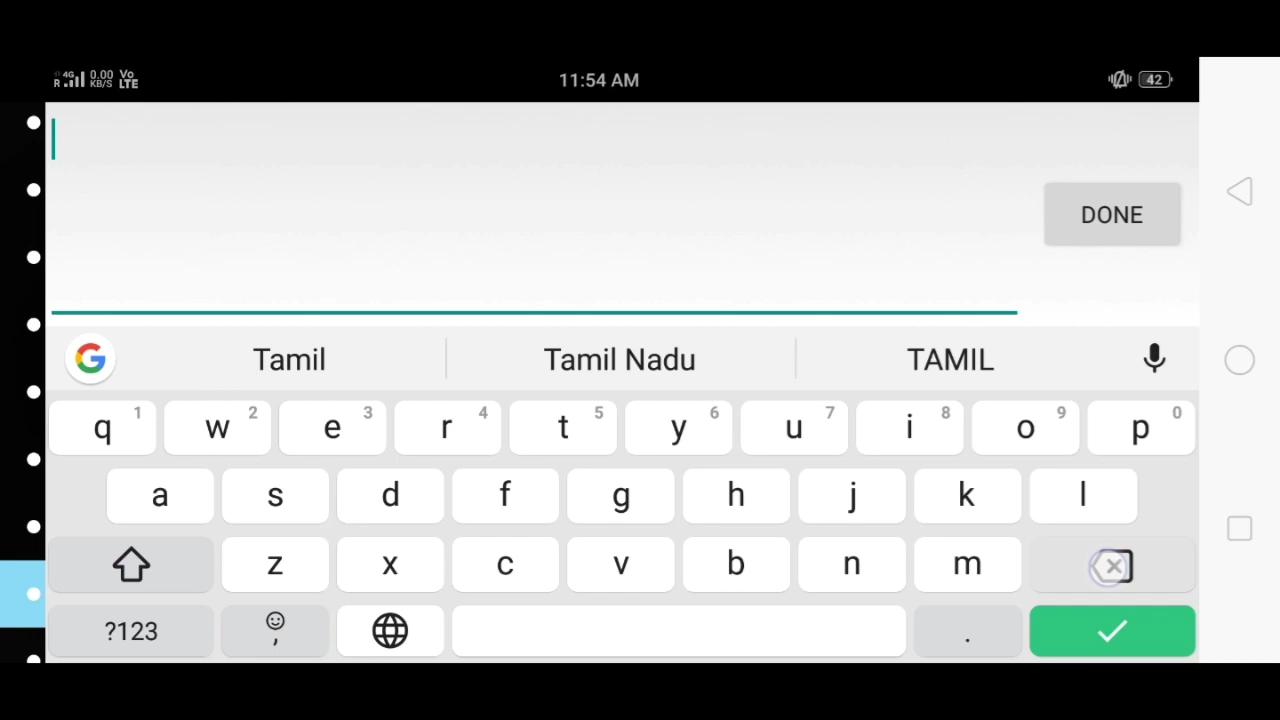 R 4G 0.00 KB/S Vo LTE 11:54 AM 42
DONE
G Tamil Tamil Nadu TAMIL
q 1 w 2 e 3 r 4 t 5 y 6 u 7 i 8 o 9 p 0
a s d f g h j k l
z x c v b n m
?123 , .